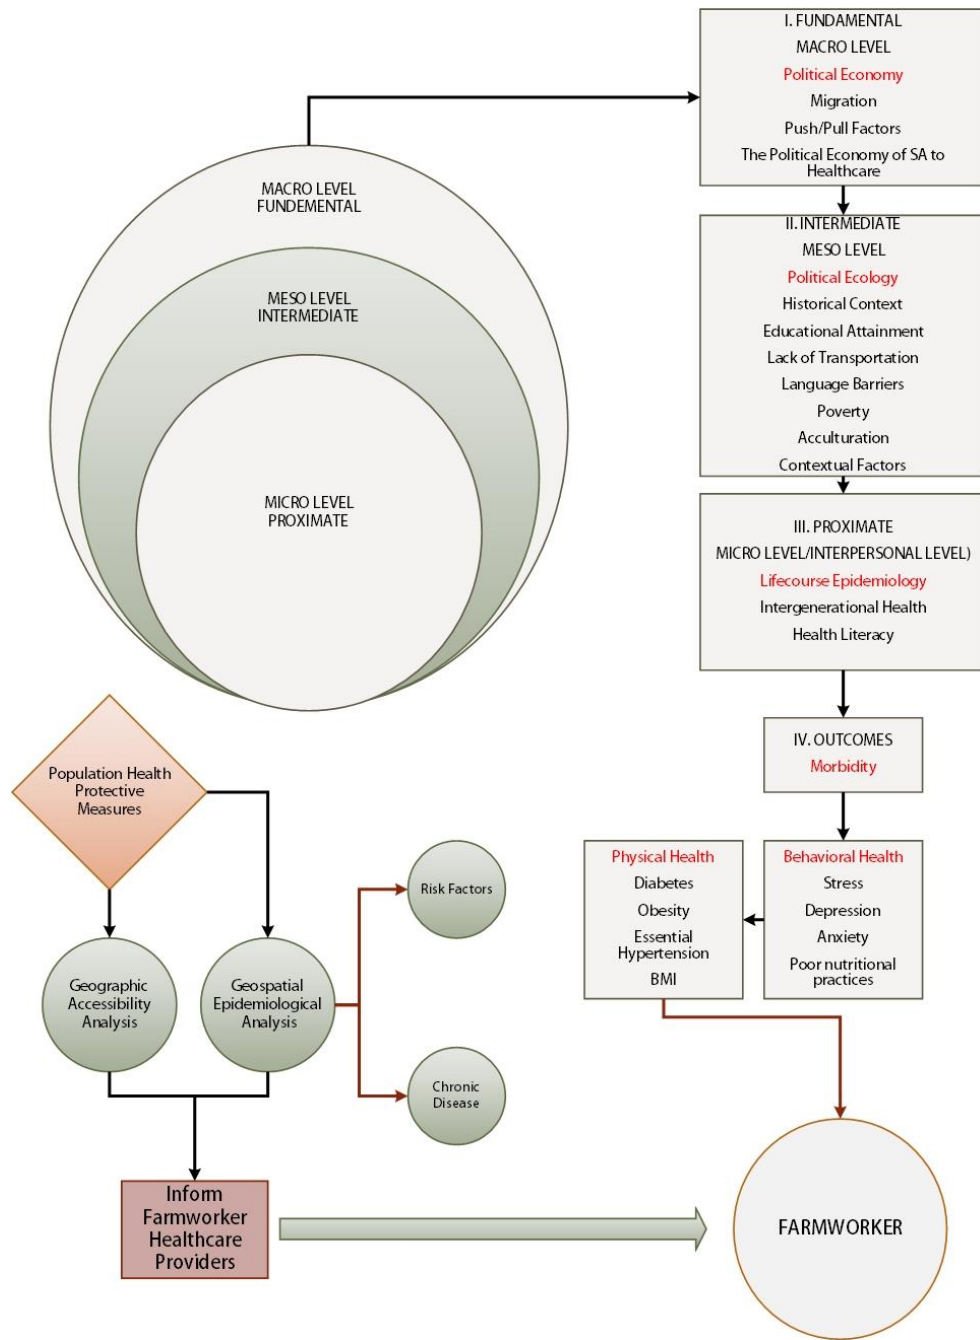 I. FUNDAMENTAL
MACRO LEVEL
Political Economy
Migration
Push/Pull Factors
The Political Economy of SA to
Healthcare
MACRO LEVEL
FUNDEMENTAL
MESO LEVEL
INTERMEDIATE
MICRO LEVEL
PROXIMATE
II. INTERMEDIATE
MESO LEVEL
Political Ecology
Historical Context
Educational Attainment
Lack of Transportation
Language Barriers
Poverty
Acculturation
Contextual Factors
III. PROXIMATE
MICRO LEVEL/INTERPERSONAL LEVEL)
Lifecourse Epidemiology
Intergenerational Health
Health Literacy
IV. OUTCOMES
Morbidity
Physical Health
Diabetes
Obesity
Essential
Hypertension
BMI
Behavioral Health
Stress
Depression
Anxiety
Poor nutritional
practices
Population Health
Protective
Measures
Geographic
Accessibility
Analysis
Geospatial
Epidemiological
Analysis
Risk Factors
Chronic
Disease
Inform
Farmworker
Healthcare
Providers
FARMWORKER